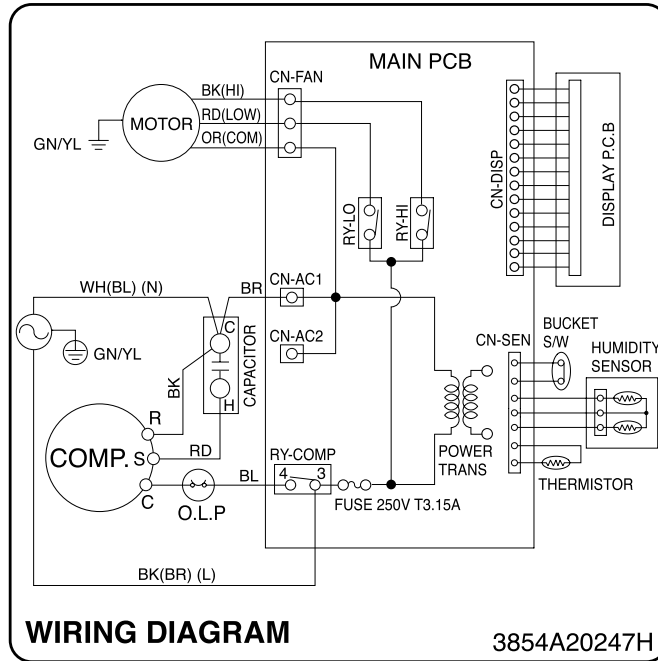 MAIN PCB
CN-FAN
BK(HI)
RD(LOW)
OR(COM)
MOTOR
GN/YL
CN-DISP
DISPLAY P.C.B
RY-LO
RY-HI
WH(BL) (N)
BR
CN-AC1
CN-AC2
GN/YL
C
H
CAPACITOR
BK
CN-SEN
BUCKET
S/W
HUMIDITY
SENSOR
R
COMP.
S
RD
C
O.L.P
BL
RY-COMP
4
3
POWER
TRANS
FUSE 250V T3.15A
THERMISTOR
BK(BR) (L)
WIRING DIAGRAM
3854A20247H